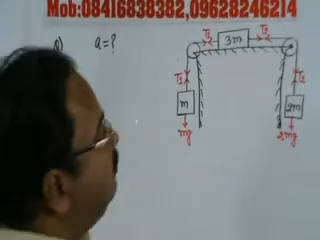 Mob:08416838382,09628246214
a=?
T₂ 3m T₁
T₂ T₁
m 2m
mg 2mg